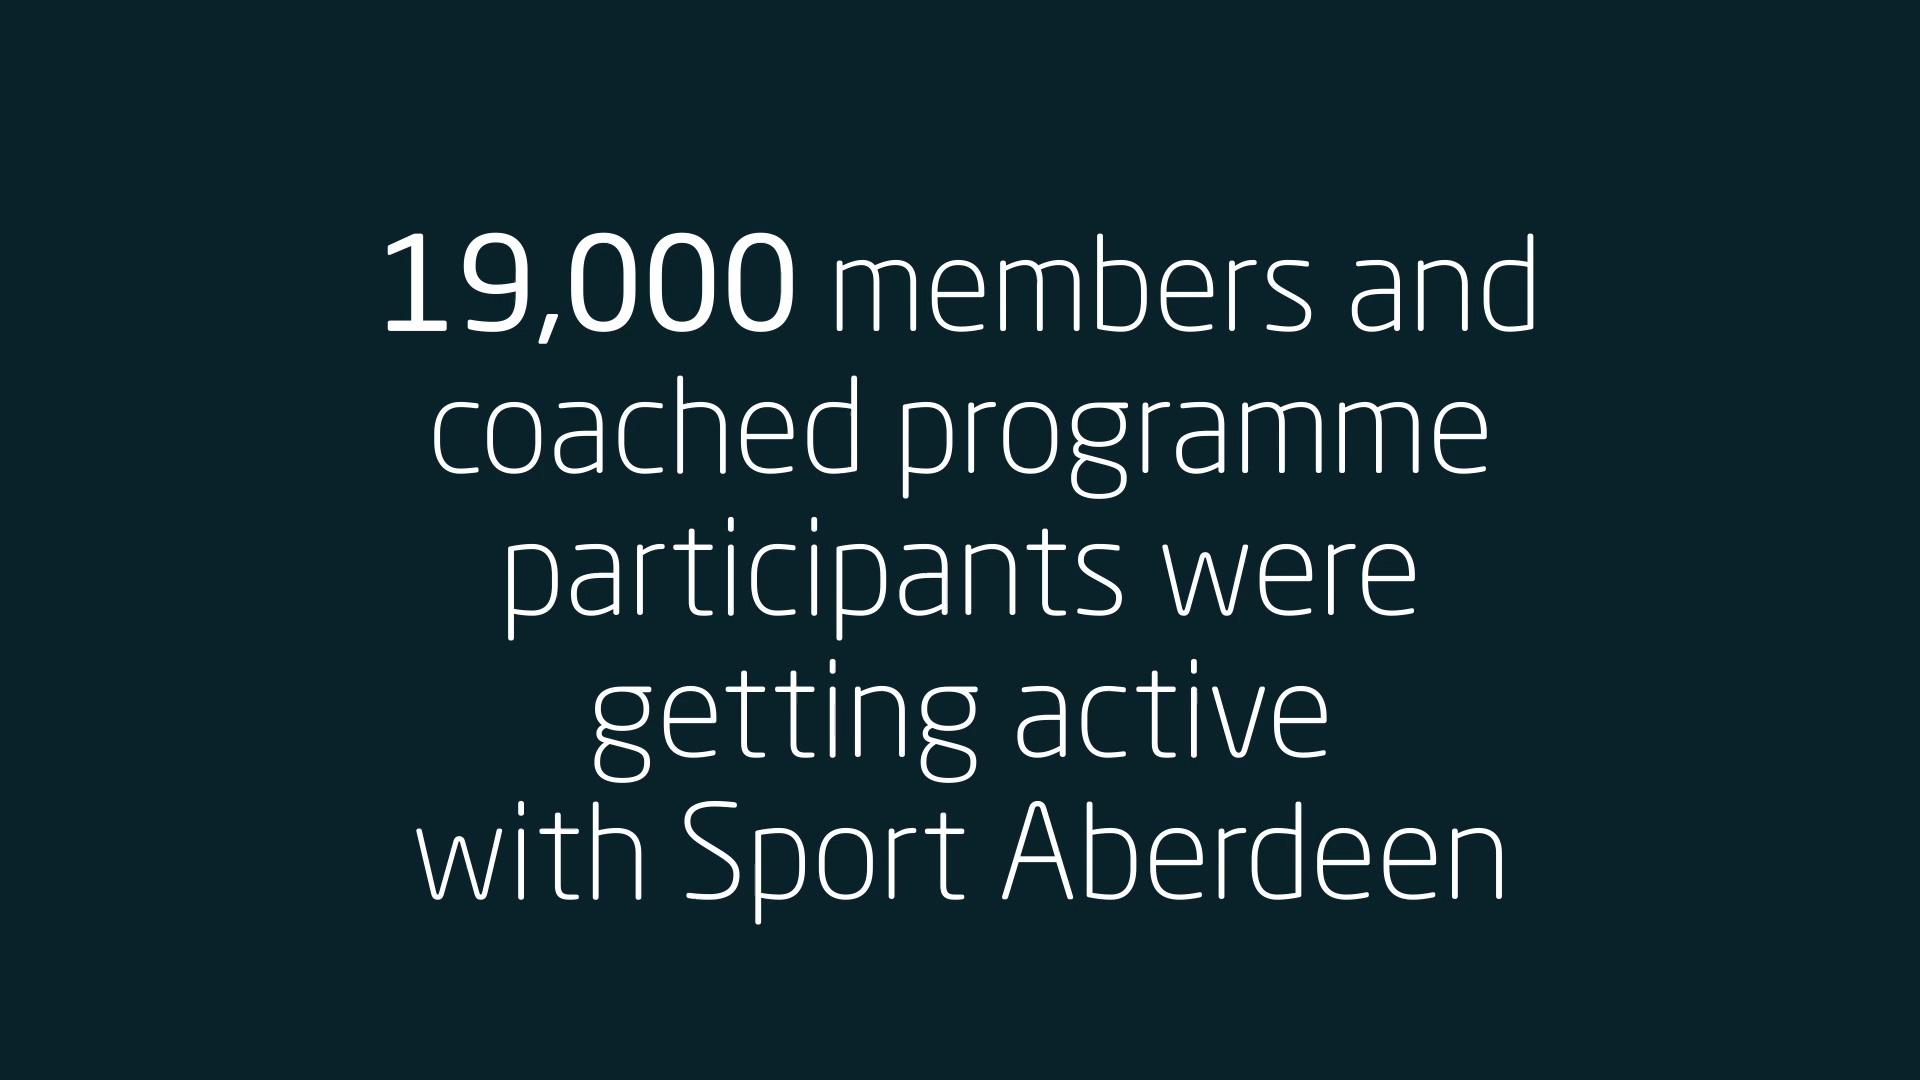 19,000 members and
coached programme
participants were
getting active
with Sport Aberdeen